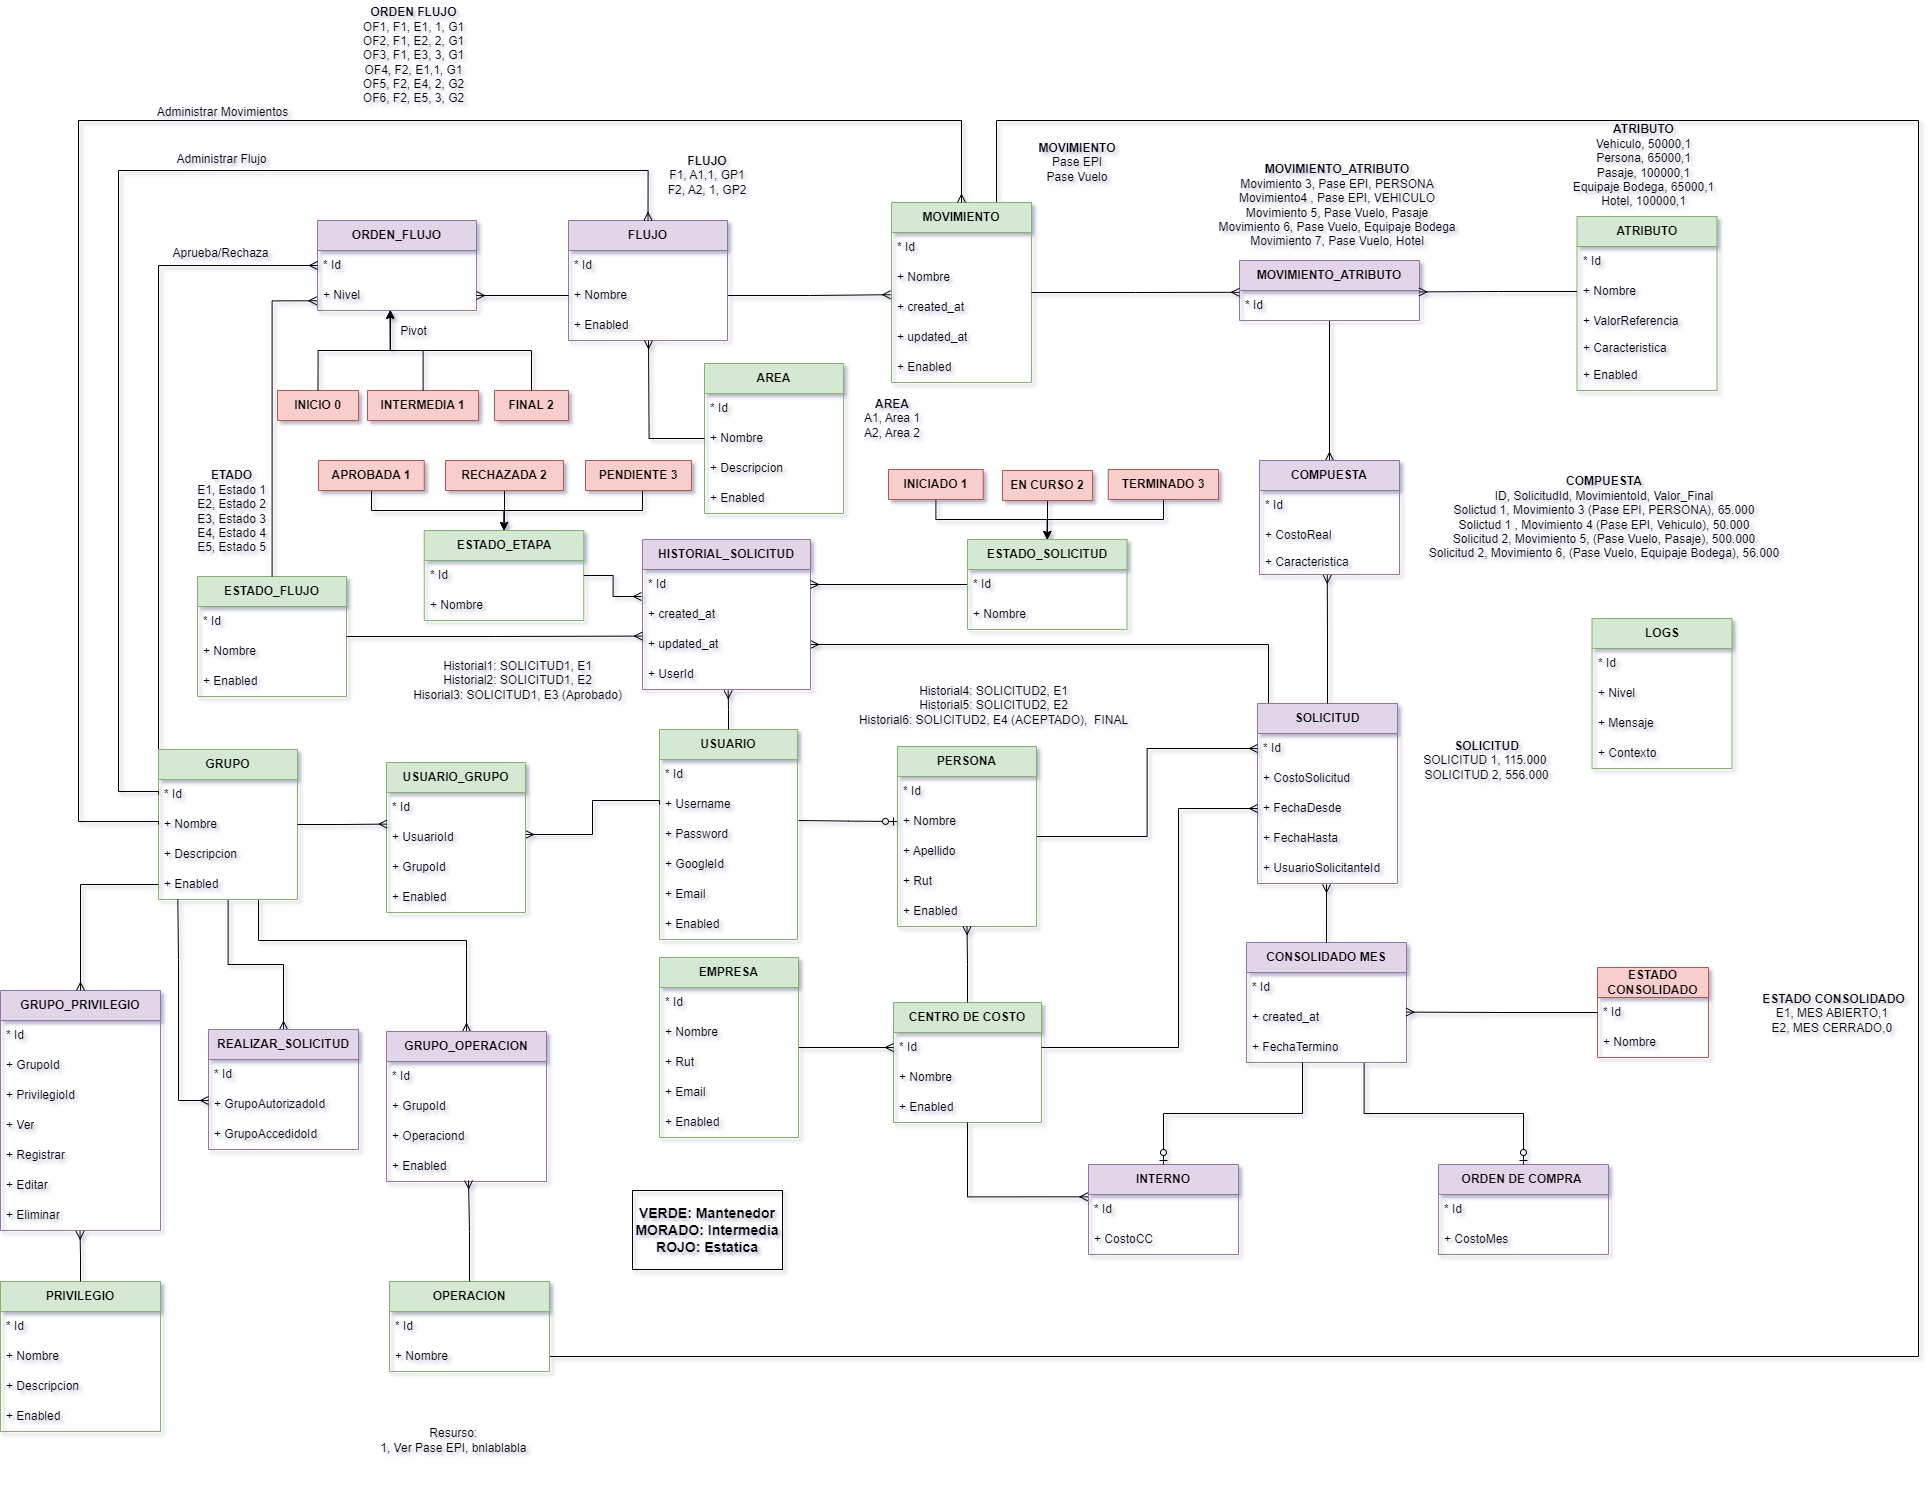 ORDEN FLUJO
OF1, F1, E1, 1, G1
OF2, F1, E2, 2, G1
OF3, F1, E3, 3, G1
OF4, F2, E1,1, G1
OF5, F2, E4, 2, G2
OF6, F2, E5, 3, G2
Administrar Movimientos
Administrar Flujo
FLUJO
F1, A1,1, GP1
F2, A2, 1, GP2
MOVIMIENTO
Pase EPI
Pase Vuelo
MOVIMIENTO_ATRIBUTO
Movimiento 3, Pase EPI, PERSONA
Movimiento4 , Pase EPI, VEHICULO
Movimiento 5, Pase Vuelo, Pasaje
Movimiento 6, Pase Vuelo, Equipaje Bodega
Movimiento 7, Pase Vuelo, Hotel
ATRIBUTO
Vehiculo, 50000,1
Persona, 65000,1
Pasaje, 100000,1
Equipaje Bodega, 65000,1
Hotel, 100000,1
Aprueba/Rechaza
ORDEN_FLUJO
* Id
+ Nivel
Pivot
INICIO 0
INTERMEDIA 1
FINAL 2
FLUJO
* Id
+ Nombre
+ Enabled
MOVIMIENTO
* Id
+ Nombre
+ created_at
+ updated_at
+ Enabled
MOVIMIENTO_ATRIBUTO
* Id
ATRIBUTO
* Id
+ Nombre
+ ValorReferencia
+ Caracteristica
+ Enabled
AREA
* Id
+ Nombre
+ Descripcion
+ Enabled
AREA
A1, Area 1
A2, Area 2
ETADO
E1, Estado 1
E2, Estado 2
E3, Estado 3
E4, Estado 4
E5, Estado 5
APROBADA 1
RECHAZADA 2
PENDIENTE 3
INICIADO 1
EN CURSO 2
TERMINADO 3
COMPUESTA
* Id
+ CostoReal
+ Caracteristica
COMPUESTA
ID, SolicitudId, MovimientoId, Valor_Final
Solictud 1, Movimiento 3 (Pase EPI, PERSONA), 65.000
Solictud 1 , Movimiento 4 (Pase EPI, Vehiculo), 50.000
Solicitud 2, Movimiento 5, (Pase Vuelo, Pasaje), 500.000
Solicitud 2, Movimiento 6, (Pase Vuelo, Equipaje Bodega), 56.000
ESTADO_ETAPA
* Id
+ Nombre
HISTORIAL_SOLICITUD
* Id
+ created_at
+ updated_at
+ UserId
ESTADO_SOLICITUD
* Id
+ Nombre
ESTADO_FLUJO
* Id
+ Nombre
+ Enabled
Historial1: SOLICITUD1, E1
Historial2: SOLICITUD1, E2
Hisorial3: SOLICITUD1, E3 (Aprobado)
Historial4: SOLICITUD2, E1
Historial5: SOLICITUD2, E2
Historial6: SOLICITUD2, E4 (ACEPTADO),  FINAL
LOGS
* Id
+ Nivel
+ Mensaje
+ Contexto
SOLICITUD
* Id
+ CostoSolicitud
+ FechaDesde
+ FechaHasta
+ UsuarioSolicitanteId
SOLICITUD
SOLICITUD 1, 115.000
SOLICITUD 2, 556.000
GRUPO
* Id
+ Nombre
+ Descripcion
+ Enabled
USUARIO_GRUPO
* Id
+ UsuarioId
+ GrupoId
+ Enabled
USUARIO
* Id
+ Username
+ Password
+ GoogleId
+ Email
+ Enabled
PERSONA
* Id
+ Nombre
+ Apellido
+ Rut
+ Enabled
EMPRESA
* Id
+ Nombre
+ Rut
+ Email
+ Enabled
CENTRO DE COSTO
* Id
+ Nombre
+ Enabled
CONSOLIDADO MES
* Id
+ created_at
+ FechaTermino
ESTADO
CONSOLIDADO
* Id
+ Nombre
ESTADO CONSOLIDADO
E1, MES ABIERTO,1
E2, MES CERRADO,0
GRUPO_PRIVILEGIO
* Id
+ GrupoId
+ PrivilegioId
+ Ver
+ Registrar
+ Editar
+ Eliminar
REALIZAR_SOLICITUD
* Id
+ GrupoAutorizadoId
+ GrupoAccedidoId
GRUPO_OPERACION
* Id
+ GrupoId
+ Operaciond
+ Enabled
INTERNO
* Id
+ CostoCC
ORDEN DE COMPRA
* Id
+ CostoMes
VERDE: Mantenedor
MORADO: Intermedia
ROJO: Estatica
PRIVILEGIO
* Id
+ Nombre
+ Descripcion
+ Enabled
OPERACION
* Id
+ Nombre
Resurso:
1, Ver Pase EPI, bnlablabla